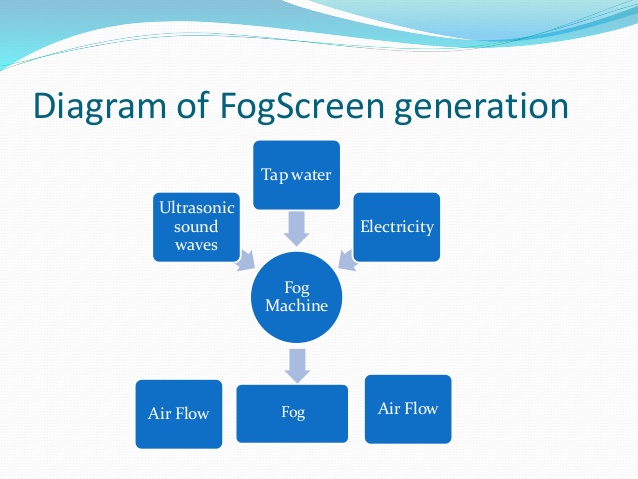 Diagram of FogScreen generation
Tap water
Ultrasonic
sound
waves
Electricity
Fog
Machine
Air Flow
Fog
Air Flow